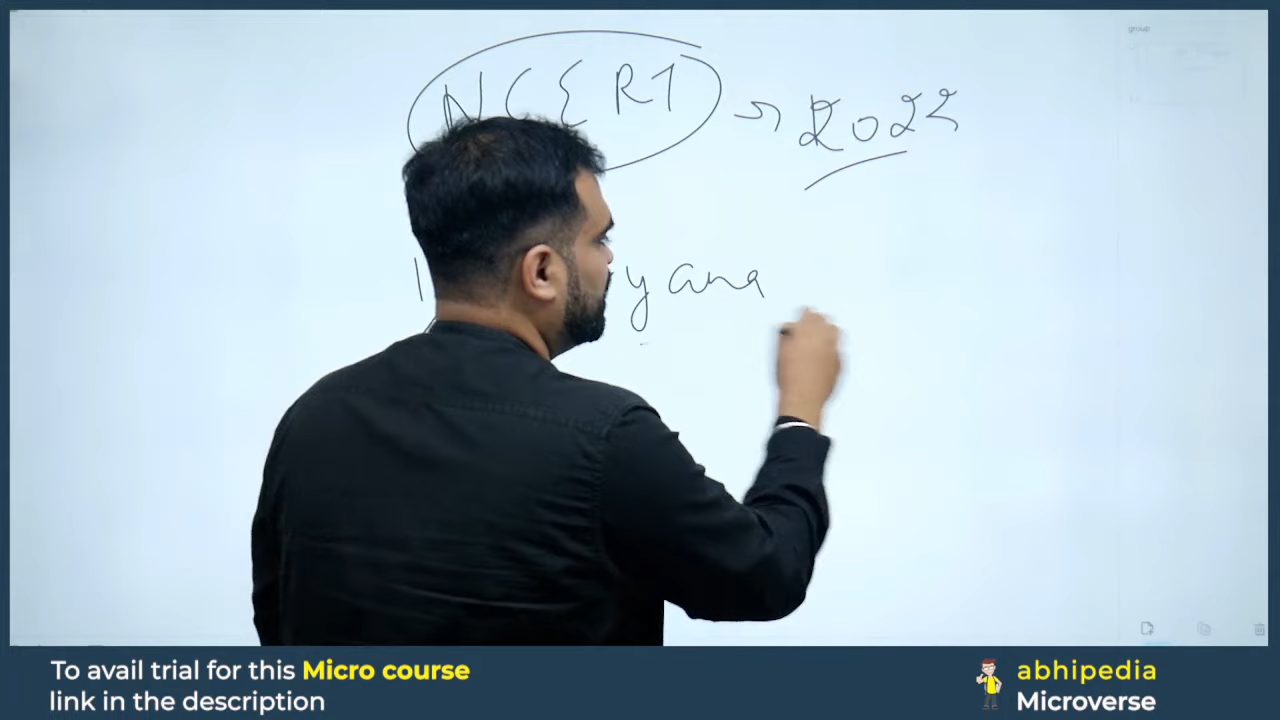 NCERT → 2022
yana
To avail trial for this Micro course
link in the description
abhipedia
Microverse